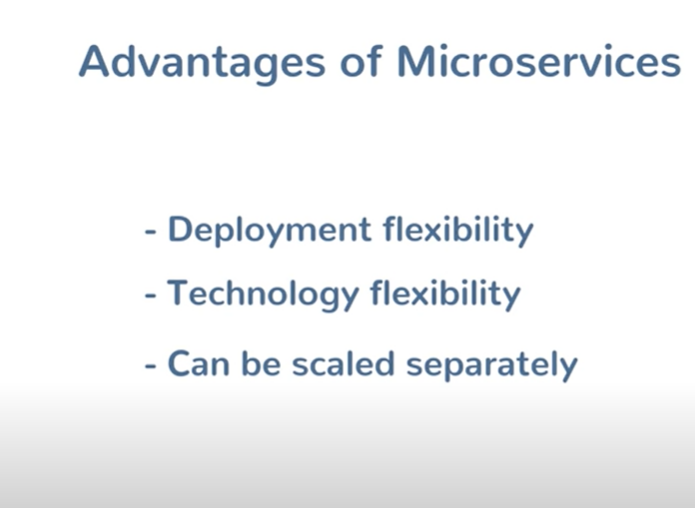 Advantages of Microservices
- Deployment flexibility
- Technology flexibility
- Can be scaled separately